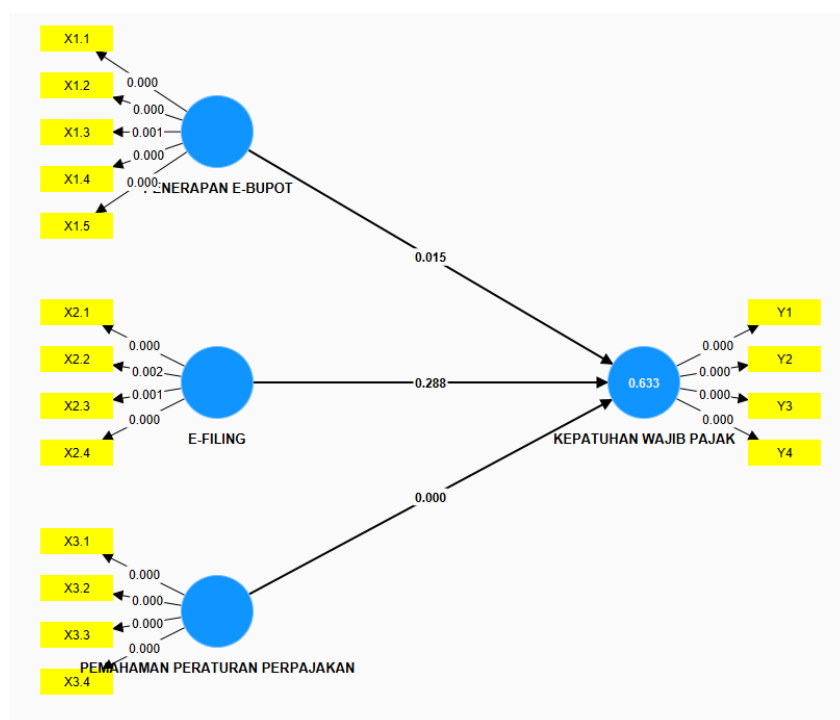 X1.1
0.000
X1.2
0.000
X1.3
0.001
X1.4
0.000
0.000
X1.5
ENERAPAN E-BUPOT
0.015
X2.1
0.000
X2.2
0.002
X2.3
0.001
X2.4
0.000
E-FILING
0.288
X3.1
0.000
X3.2
0.000
X3.3
0.000
0.000
X3.4
PEMAHAMAN PERATURAN PERPAJAKAN
0.000
0.633
KEPATUHAN WAJIB PAJAK
Y1
0.000
Y2
0.000
Y3
0.000
Y4
0.000